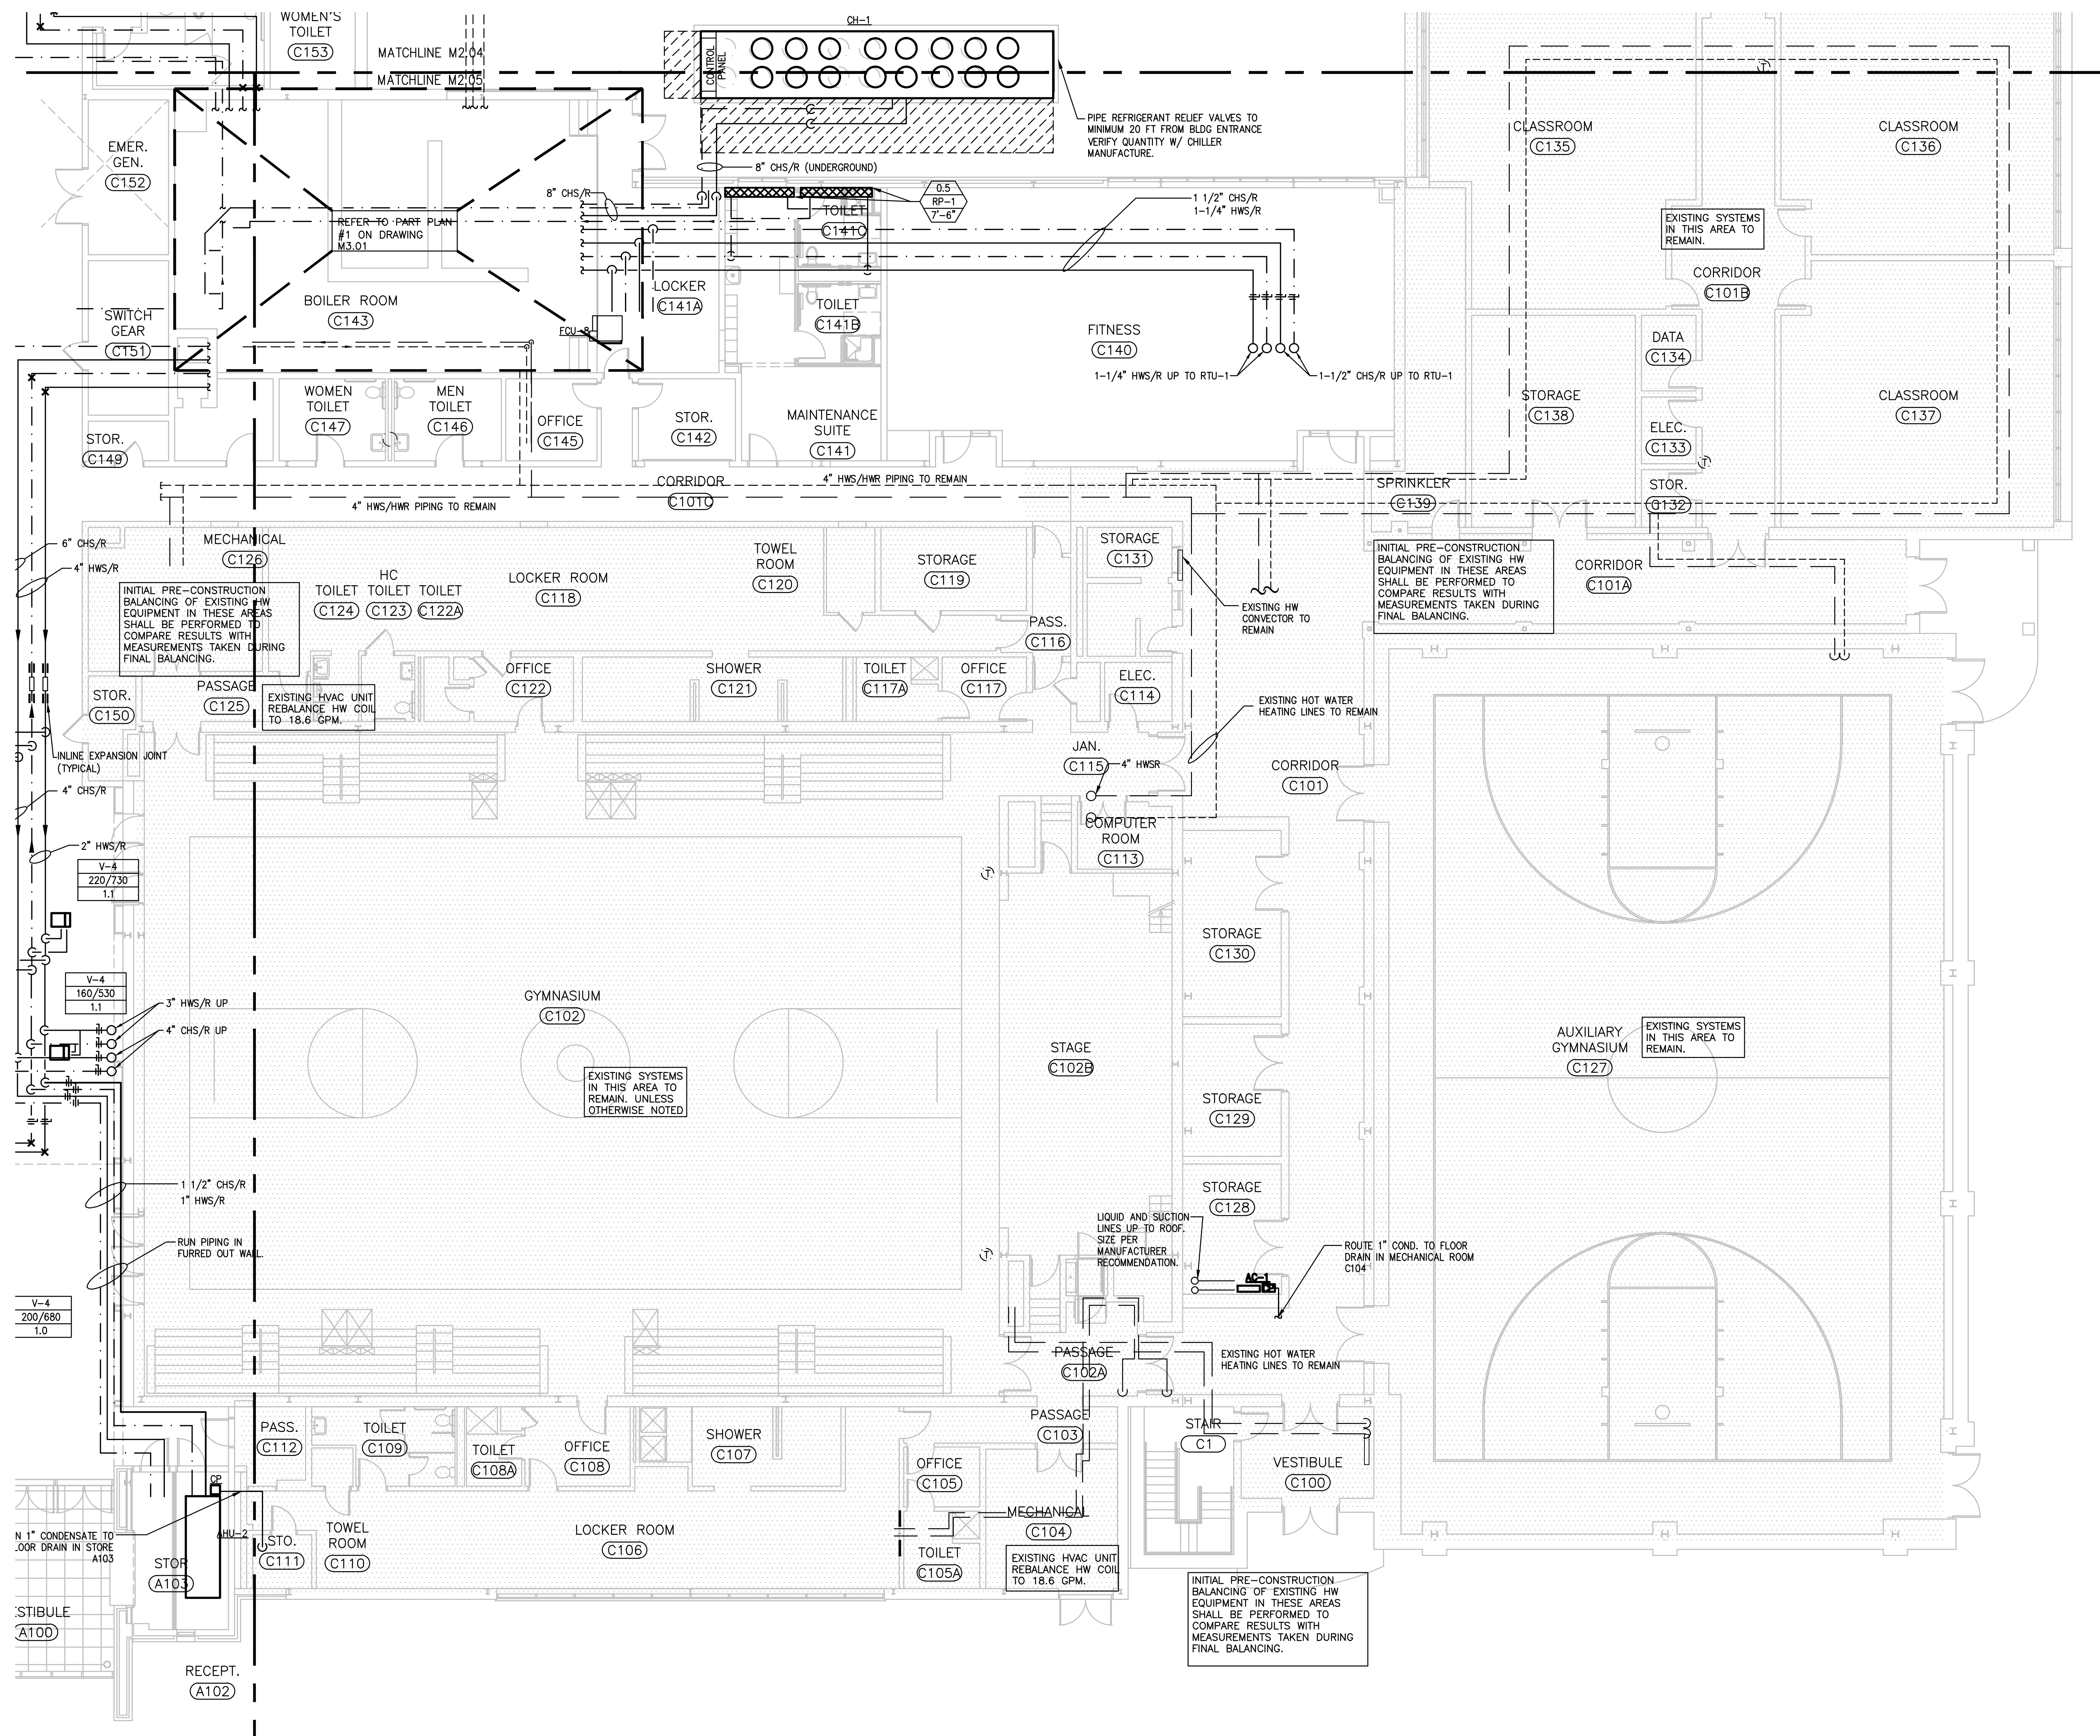 WOMEN'S
TOILET
C153
MATCHLINE M2.04
MATCHLINE M2.05
CH-1
CONTROL
PANEL
PIPE REFRIGERANT RELIEF VALVES TO
MINIMUM 20 FT FROM BLDG ENTRANCE
VERIFY QUANTITY W/ CHILLER
MANUFACTURE.
CLASSROOM
C135
CLASSROOM
C136
EMER.
GEN.
C152
8" CHS/R (UNDERGROUND)
8" CHS/R
0.5
RP-1
7'-6"
1 1/2" CHS/R
1-1/4" HWS/R
TOILET
C141C
EXISTING SYSTEMS
IN THIS AREA TO
REMAIN.
REFER TO PART PLAN
#1 ON DRAWING
M3.01
CORRIDOR
C101B
BOILER ROOM
C143
LOCKER
C141A
TOILET
C141B
FCU-8
SWITCH
GEAR
C151
FITNESS
C140
DATA
C134
1-1/4" HWS/R UP TO RTU-1
1-1/2" CHS/R UP TO RTU-1
WOMEN
TOILET
C147
MEN
TOILET
C146
OFFICE
C145
STOR.
C142
MAINTENANCE
SUITE
C141
STORAGE
C138
CLASSROOM
C137
STOR.
C149
ELEC.
C133
CORRIDOR
C101C
4" HWS/HWR PIPING TO REMAIN
4" HWS/HWR PIPING TO REMAIN
SPRINKLER
C139
STOR.
C132
6" CHS/R
4" HWS/R
MECHANICAL
C126
HC
TOILET
C124
TOILET
C123
TOILET
C122A
LOCKER ROOM
C118
TOWEL
ROOM
C120
STORAGE
C119
STORAGE
C131
INITIAL PRE-CONSTRUCTION
BALANCING OF EXISTING HW
EQUIPMENT IN THESE AREAS
SHALL BE PERFORMED TO
COMPARE RESULTS WITH
MEASUREMENTS TAKEN DURING
FINAL BALANCING.
CORRIDOR
C101A
INITIAL PRE-CONSTRUCTION
BALANCING OF EXISTING HW
EQUIPMENT IN THESE AREAS
SHALL BE PERFORMED TO
COMPARE RESULTS WITH
MEASUREMENTS TAKEN DURING
FINAL BALANCING.
EXISTING HW
CONVECTOR TO
REMAIN
PASS.
C116
STOR.
C150
PASSAGE
C125
EXISTING HVAC UNIT
REBALANCE HW COIL
TO 18.6 GPM.
OFFICE
C122
SHOWER
C121
TOILET
C117A
OFFICE
C117
ELEC.
C114
EXISTING HOT WATER
HEATING LINES TO REMAIN
INLINE EXPANSION JOINT
(TYPICAL)
JAN.
C115
4" HWSR
CORRIDOR
C101
4" CHS/R
COMPUTER
ROOM
C113
2" HWS/R
V-4
220/730
1.1
STORAGE
C130
V-4
160/530
1.1
3" HWS/R UP
4" CHS/R UP
GYMNASIUM
C102
EXISTING SYSTEMS
IN THIS AREA TO
REMAIN. UNLESS
OTHERWISE NOTED
STAGE
C102B
AUXILIARY
GYMNASIUM
C127
EXISTING SYSTEMS
IN THIS AREA TO
REMAIN.
STORAGE
C129
1 1/2" CHS/R
1" HWS/R
STORAGE
C128
RUN PIPING IN
FURRED OUT WALL.
LIQUID AND SUCTION
LINES UP TO ROOF.
SIZE PER
MANUFACTURER
RECOMMENDATION.
AC-1
ROUTE 1" COND. TO FLOOR
DRAIN IN MECHANICAL ROOM
C104
V-4
200/680
1.0
PASSAGE
C102A
EXISTING HOT WATER
HEATING LINES TO REMAIN
PASS.
C112
TOILET
C109
TOILET
C108A
OFFICE
C108
SHOWER
C107
PASSAGE
C103
STAIR
C1
OFFICE
C105
VESTIBULE
C100
CP
N 1" CONDENSATE TO
LOOR DRAIN IN STORE
A103
AHU-2
STOR
A103
STO.
C111
TOWEL
ROOM
C110
LOCKER ROOM
C106
MECHANICAL
C104
TOILET
C105A
EXISTING HVAC UNIT
REBALANCE HW COIL
TO 18.6 GPM.
INITIAL PRE-CONSTRUCTION
BALANCING OF EXISTING HW
EQUIPMENT IN THESE AREAS
SHALL BE PERFORMED TO
COMPARE RESULTS WITH
MEASUREMENTS TAKEN DURING
FINAL BALANCING.
ESTIBULE
A100
RECEPT.
A102